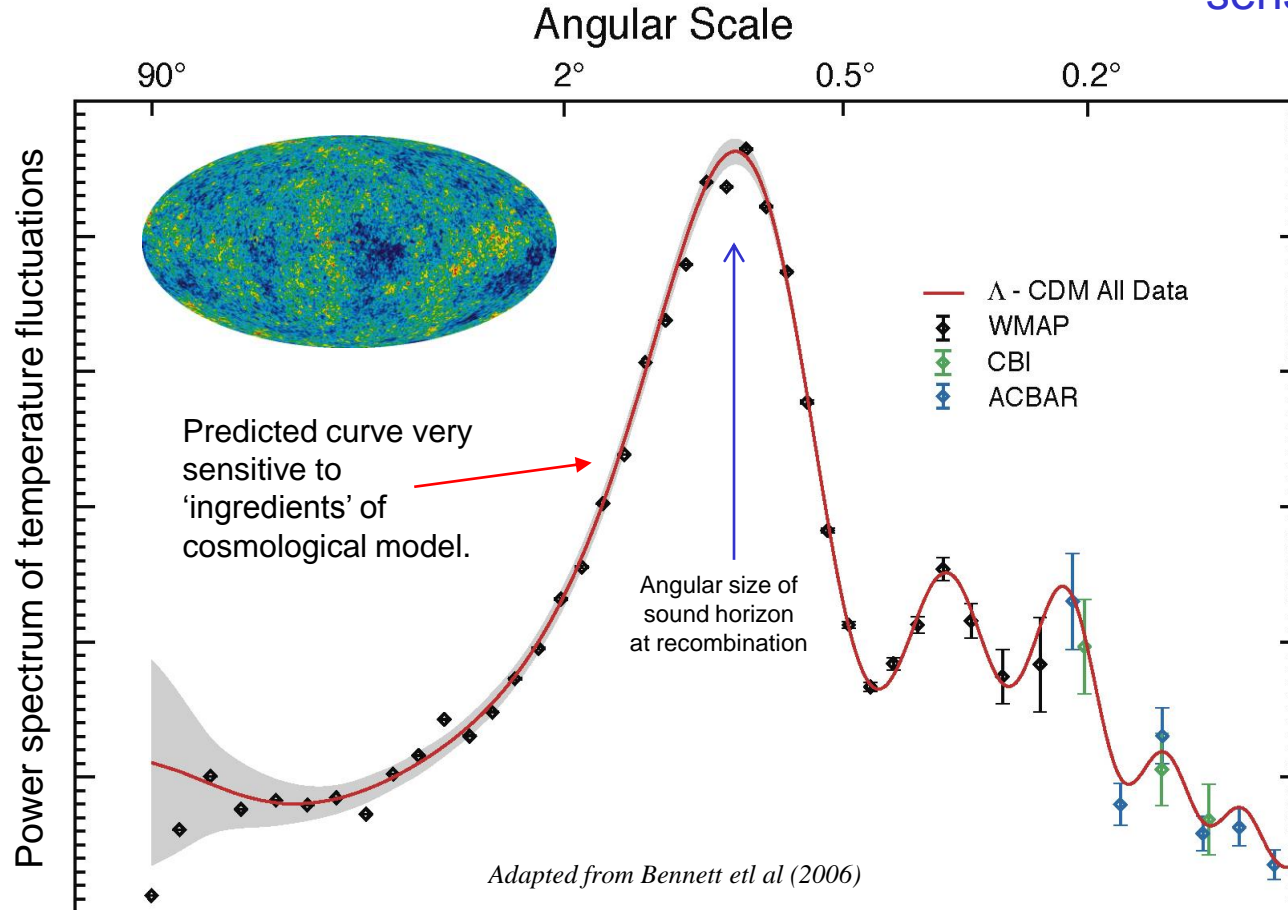 sens
Angular Scale
90°
2°
0.5°
0.2°
Power spectrum of temperature fluctuations
Λ - CDM All Data
WMAP
CBI
ACBAR
Predicted curve very
sensitive to
‘ingredients’ of
cosmological model.
Angular size of
sound horizon
at recombination
Adapted from Bennett etl al (2006)